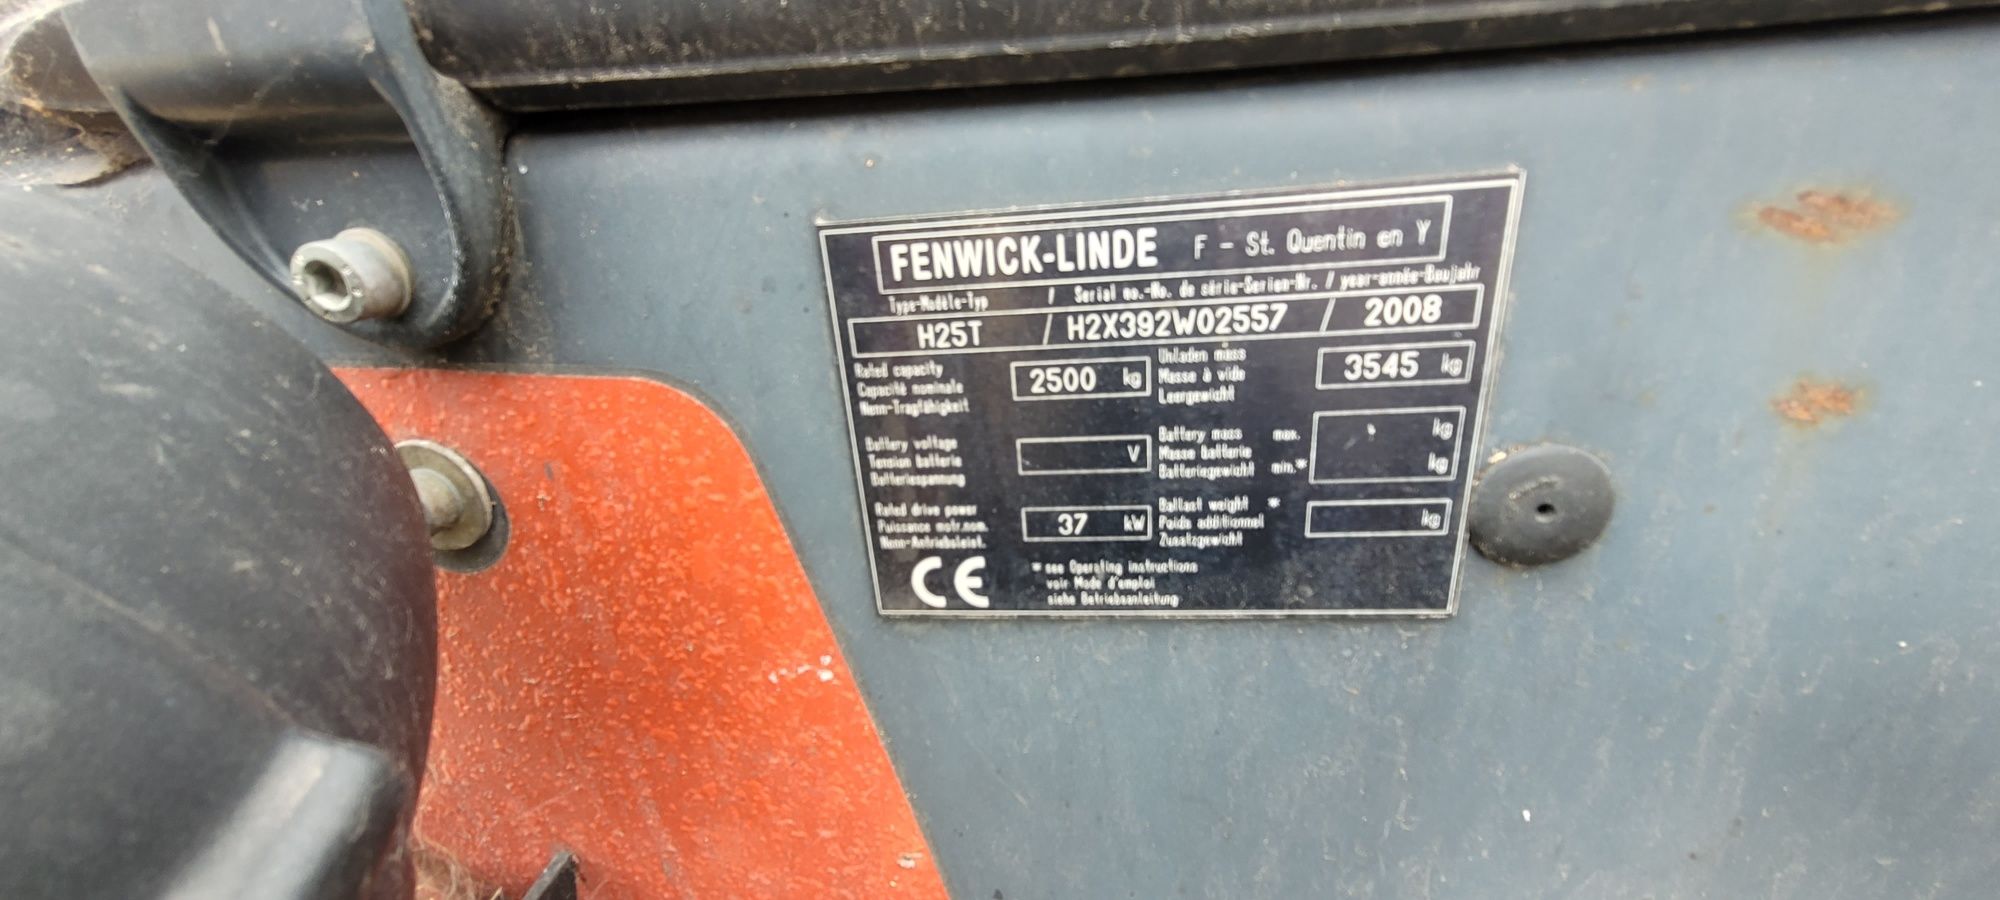 FENWICK-LINDE F - St. Quentin en Y
Type-Modèle-Typ / Serial no.-No. de série-Serien-Nr. / year-année-Baujahr
H25T / H2X392W02557 / 2008
Rated capacity
Capacité nominale
Nenn-Tragfähigkeit
2500 kg
Unladen mass
Masse à vide
Leergewicht
3545 kg
Battery voltage
Tension batterie
Batteriespannung
V
Battery mass max. kg
Masse batterie
Batteriegewicht min.* kg
Rated drive power
Puissance motr.nom.
Nenn-Antriebsleist.
37 kW
Ballast weight *
Poids additionnel
Zusatzgewicht
kg
CE
* see Operating instructions
voir Mode d'emploi
siehe Betriebsanleitung